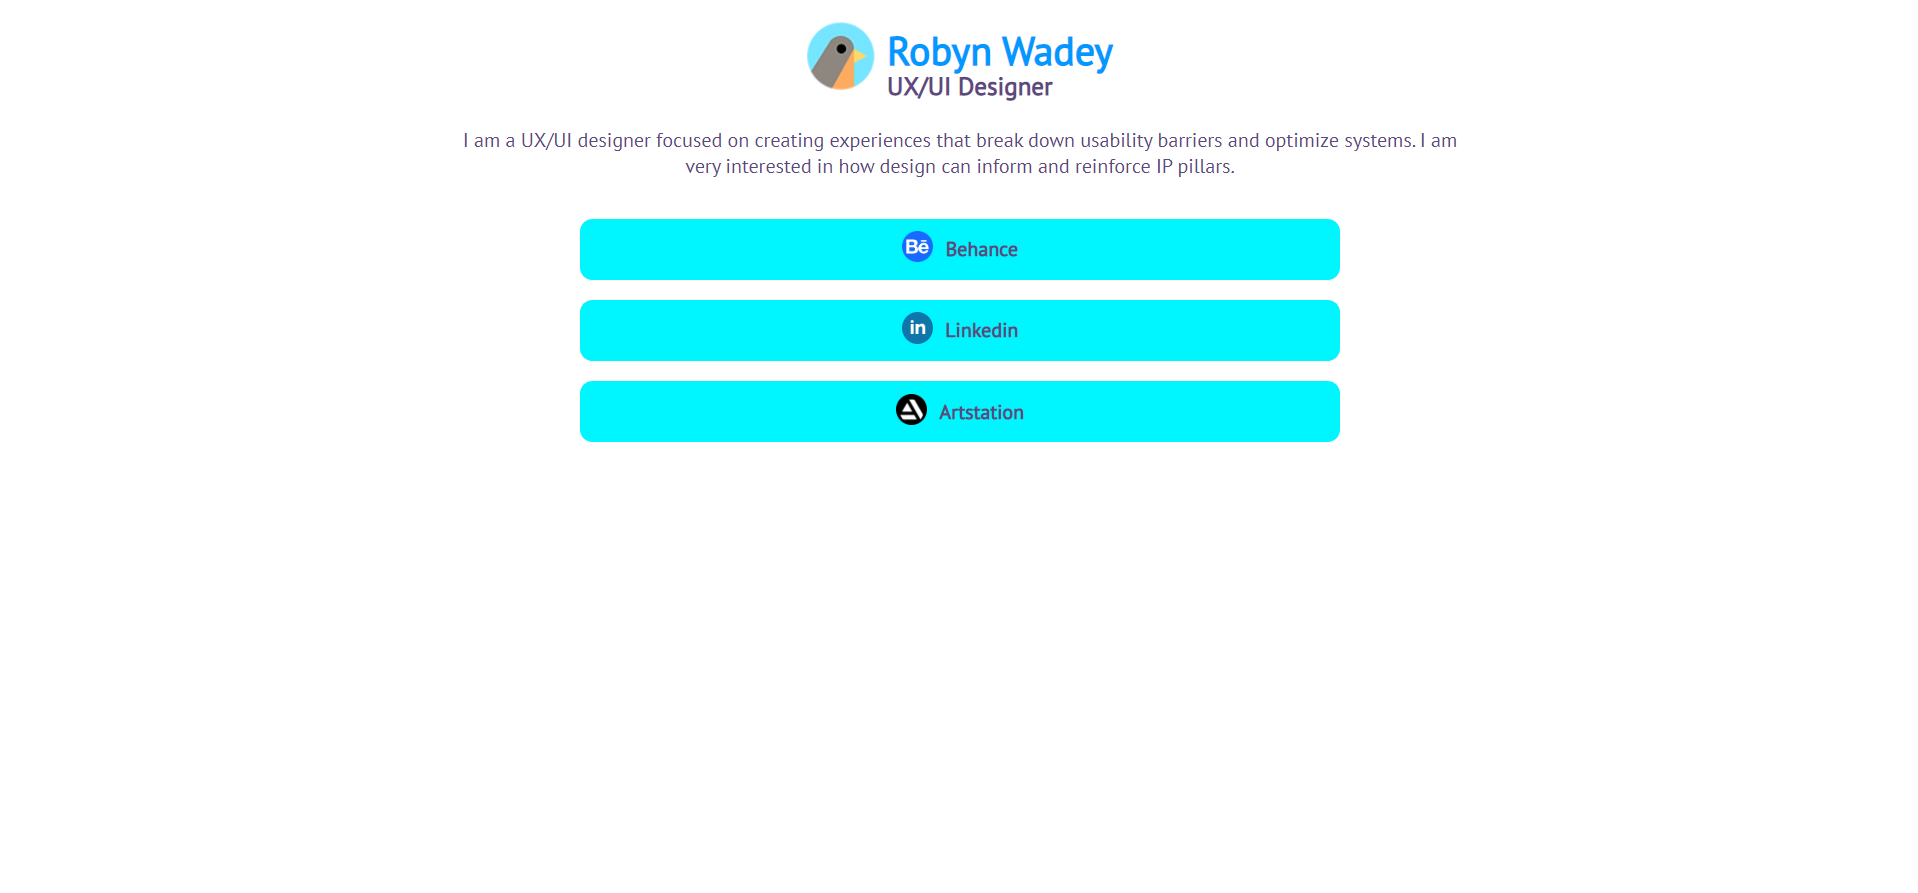 Robyn Wadey
UX/UI Designer
I am a UX/UI designer focused on creating experiences that break down usability barriers and optimize systems. I am
very interested in how design can inform and reinforce IP pillars.
Bē Behance
in Linkedin
Artstation